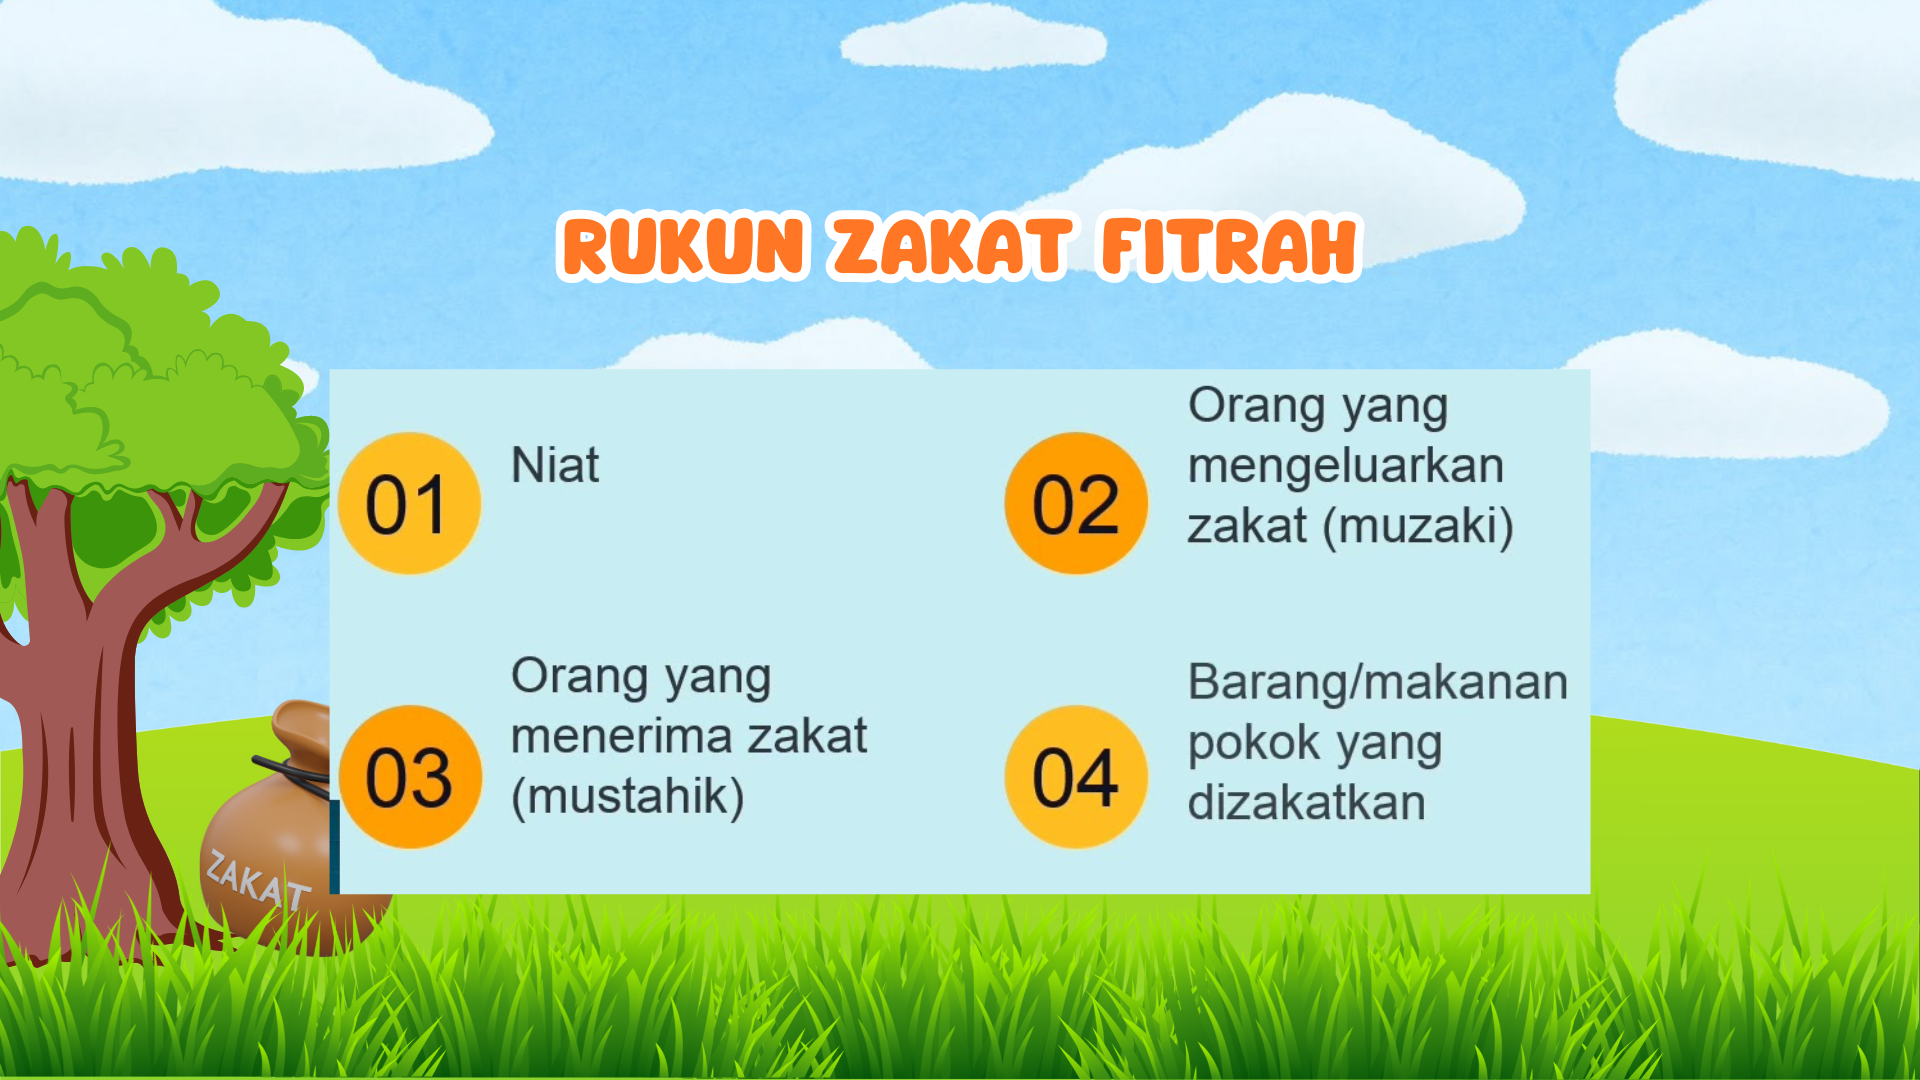 RUKUN ZAKAT FITRAH
01
Niat
02
Orang yang
mengeluarkan
zakat (muzaki)
03
Orang yang
menerima zakat
(mustahik)
04
Barang/makanan
pokok yang
dizakatkan
ZAKAT